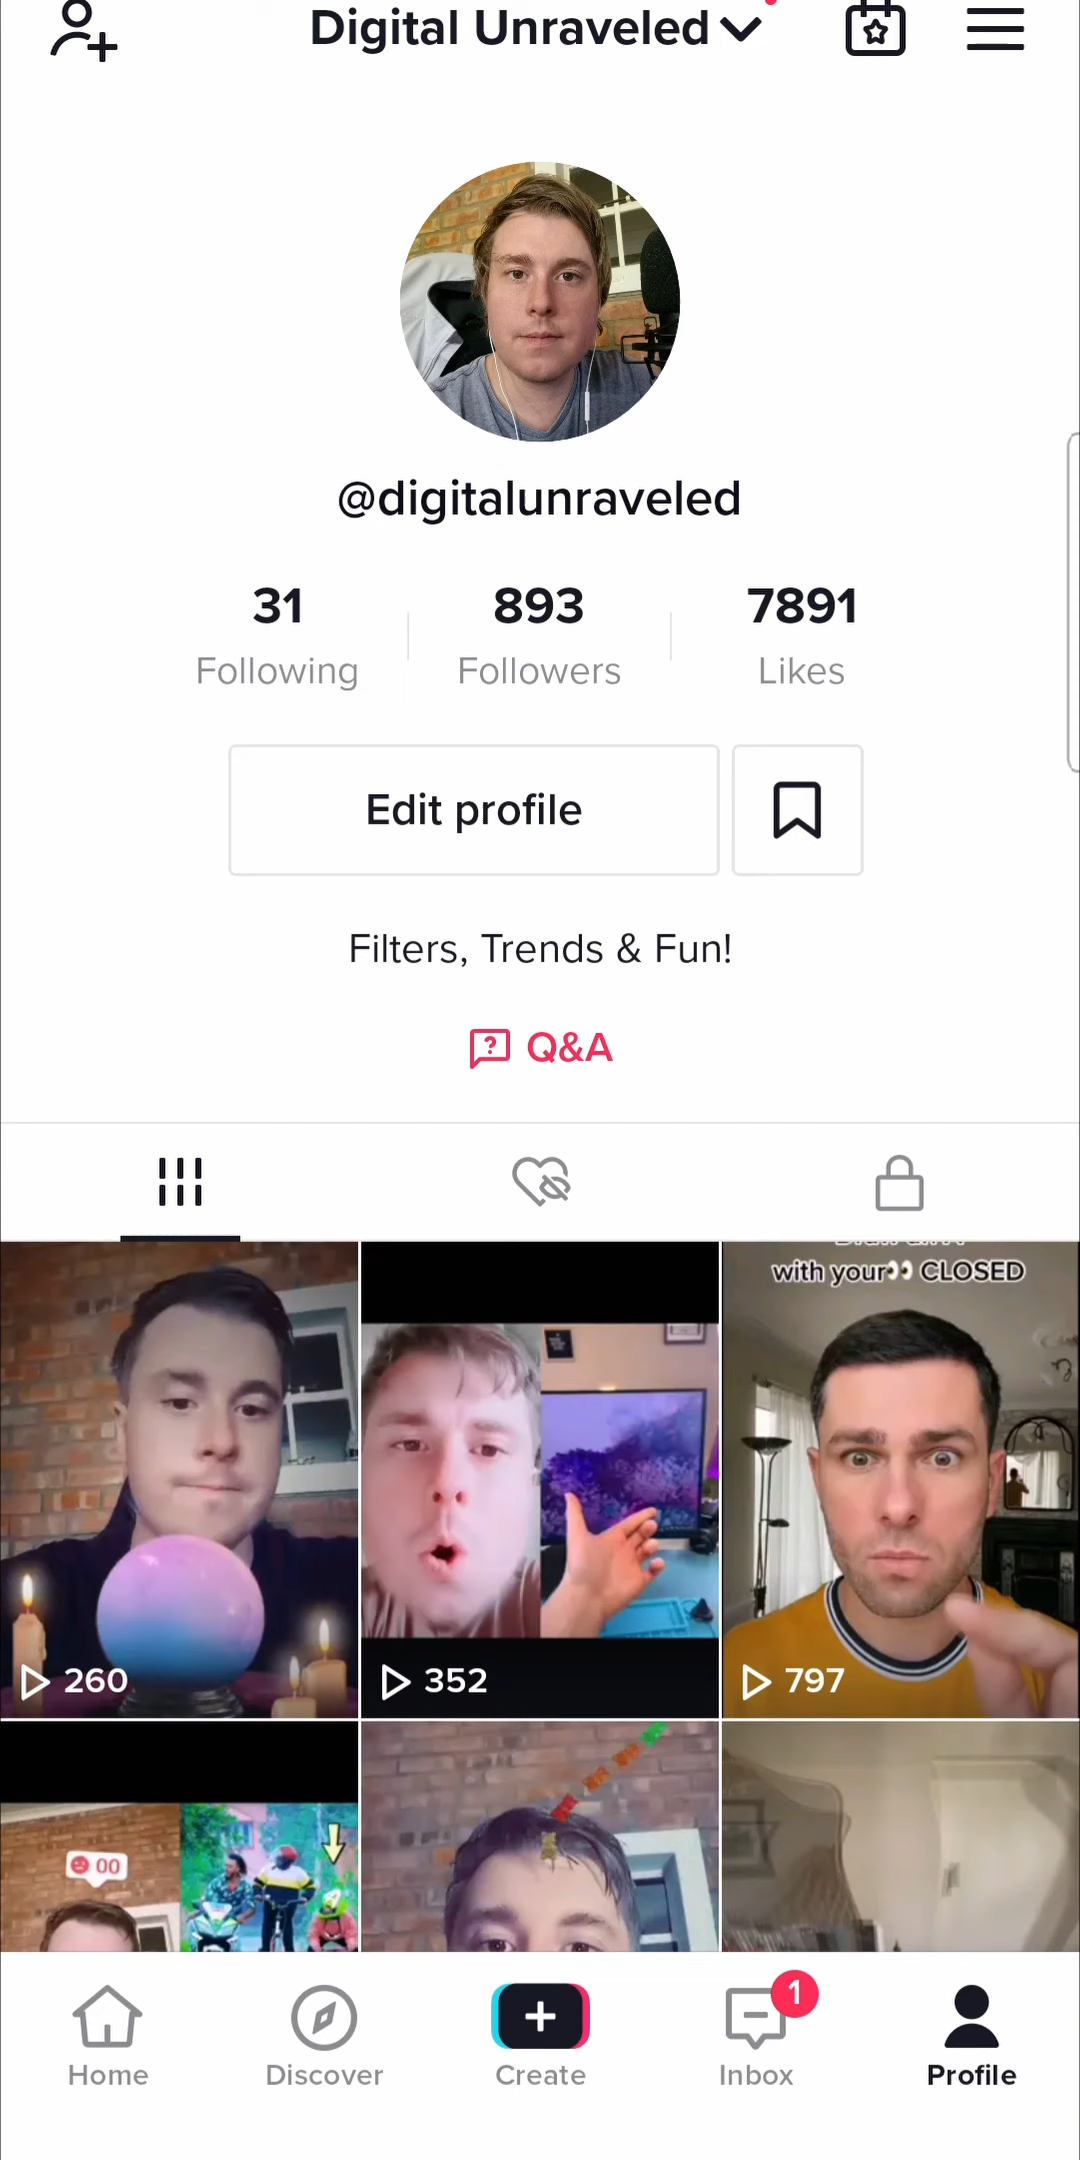 Digital Unraveled
@digitalunraveled
31 893 7891
Following Followers Likes
Edit profile
Filters, Trends & Fun!
Q&A
with your👀 CLOSED
260 352 797
00
1
Home Discover Create Inbox Profile